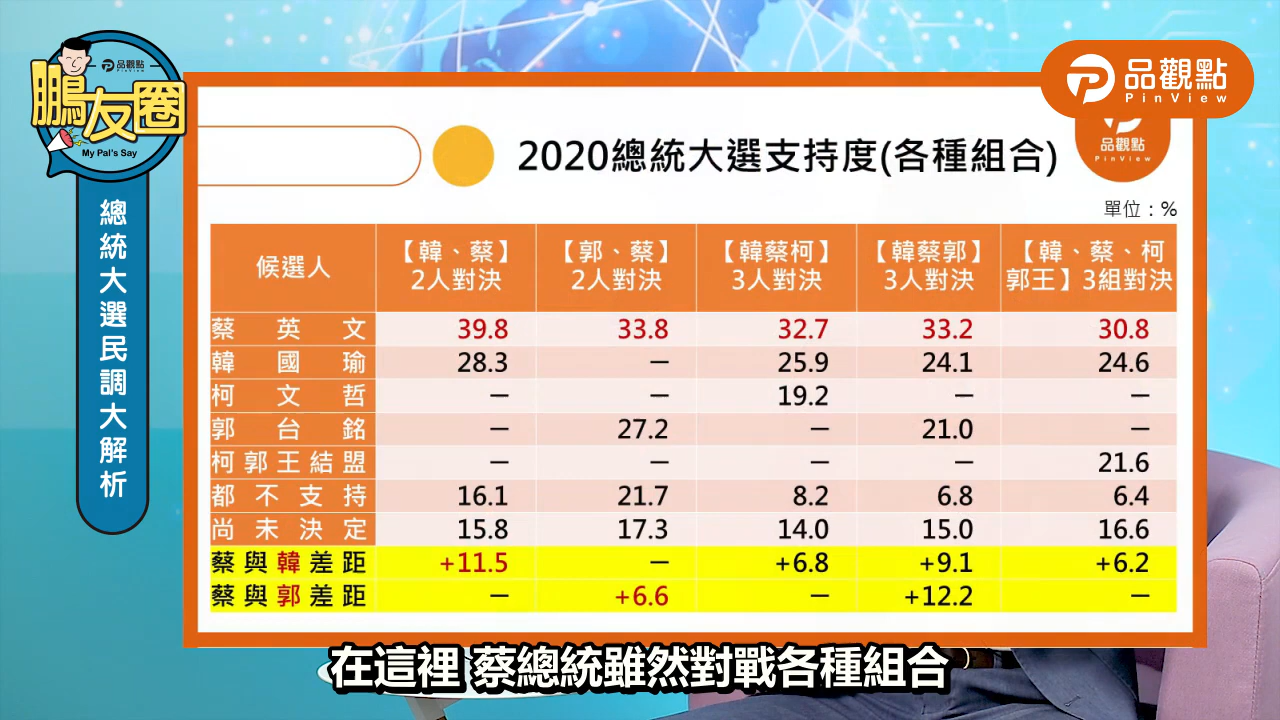 品觀點
PinView
鵬友圈
My Pal's Say
總統大選民調大解析
品觀點
PinView
2020總統大選支持度(各種組合)
品觀點
PinView
單位：%
候選人 【韓、蔡】2人對決 【郭、蔡】2人對決 【韓蔡柯】3人對決 【韓蔡郭】3人對決 【韓、蔡、柯郭王】3組對決
蔡英文 39.8 33.8 32.7 33.2 30.8
韓國瑜 28.3 － 25.9 24.1 24.6
柯文哲 － － 19.2 － －
郭台銘 － 27.2 － 21.0 －
柯郭王結盟 － － － － 21.6
都不支持 16.1 21.7 8.2 6.8 6.4
尚未決定 15.8 17.3 14.0 15.0 16.6
蔡與韓差距 +11.5 － +6.8 +9.1 +6.2
蔡與郭差距 － +6.6 － +12.2 －
在這裡 蔡總統雖然對戰各種組合